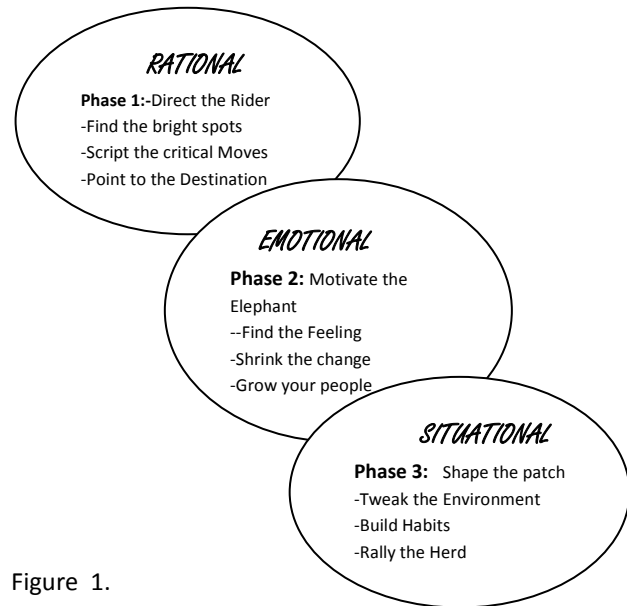 RATIONAL
Phase 1:-Direct the Rider
-Find the bright spots
-Script the critical Moves
-Point to the Destination
EMOTIONAL
Phase 2: Motivate the
Elephant
--Find the Feeling
-Shrink the change
-Grow your people
SITUATIONAL
Phase 3: Shape the patch
-Tweak the Environment
-Build Habits
-Rally the Herd
Figure 1.